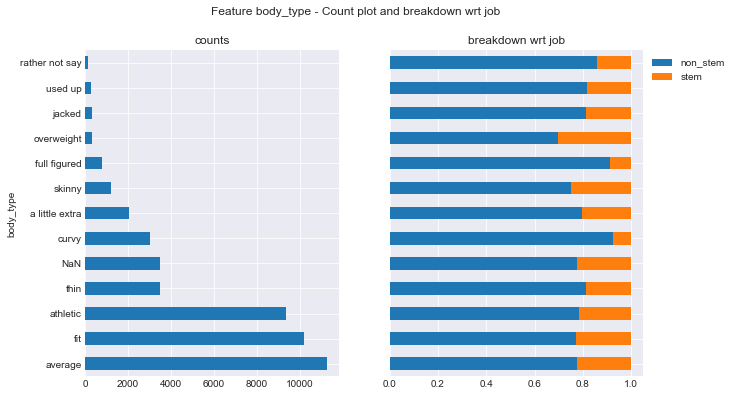 Feature body_type - Count plot and breakdown wrt job
counts
breakdown wrt job
body_type
rather not say
used up
jacked
overweight
full figured
skinny
a little extra
curvy
NaN
thin
athletic
fit
average
0 2000 4000 6000 8000 10000
0.0 0.2 0.4 0.6 0.8 1.0
non_stem
stem